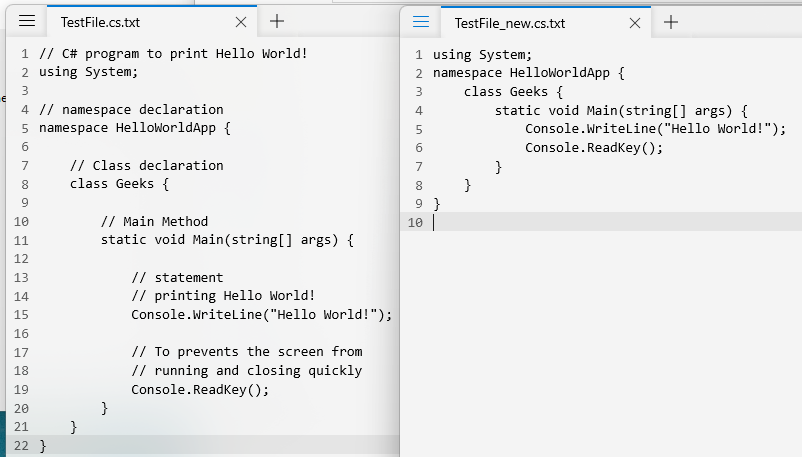 TestFile.cs.txt
1 // C# program to print Hello World!
2 using System;
3
4 // namespace declaration
5 namespace HelloWorldApp {
6
7     // Class declaration
8     class Geeks {
9
10         // Main Method
11         static void Main(string[] args) {
12
13             // statement
14             // printing Hello World!
15             Console.WriteLine("Hello World!");
16
17             // To prevents the screen from
18             // running and closing quickly
19             Console.ReadKey();
20         }
21     }
22 }
TestFile_new.cs.txt
1 using System;
2 namespace HelloWorldApp {
3     class Geeks {
4         static void Main(string[] args) {
5             Console.WriteLine("Hello World!");
6             Console.ReadKey();
7         }
8     }
9 }
10